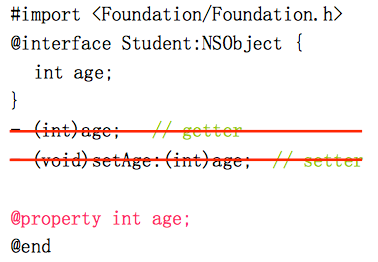 #import <Foundation/Foundation.h>
@interface Student:NSObject {
int age;
}
- (int)age; // getter
- (void)setAge:(int)age; // setter
@property int age;
@end